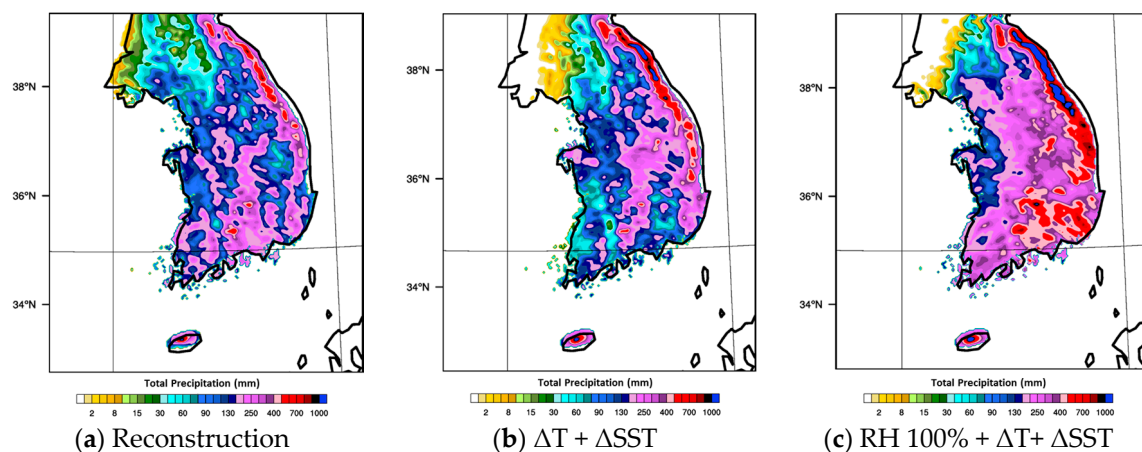 38°N
36°N
34°N
Total Precipitation (mm)
2 8 15 30 60 90 130 250 400 700 1000
(a) Reconstruction
38°N
36°N
34°N
Total Precipitation (mm)
2 8 15 30 60 90 130 250 400 700 1000
(b) ΔT + ΔSST
38°N
36°N
34°N
Total Precipitation (mm)
2 8 15 30 60 90 130 250 400 700 1000
(c) RH 100% + ΔT+ ΔSST